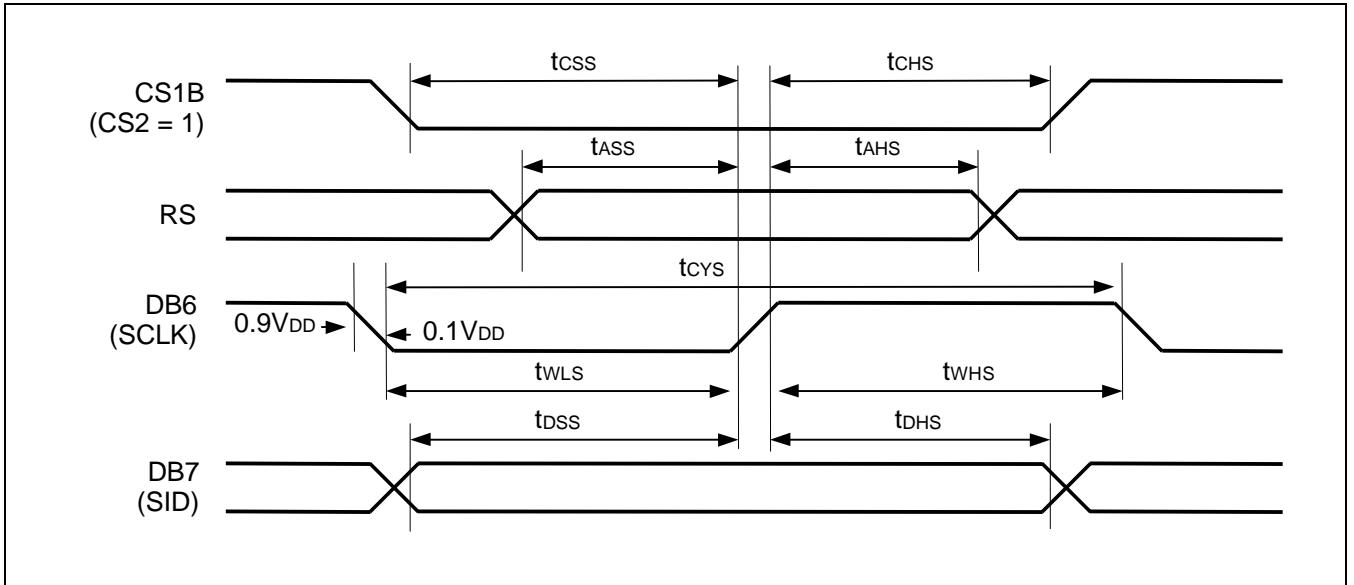 tCSS tCHS
CS1B
(CS2 = 1)
tASS tAHS
RS
tCYS
DB6
(SCLK)
0.9VDD
0.1VDD
tWLS tWHS
tDSS tDHS
DB7
(SID)